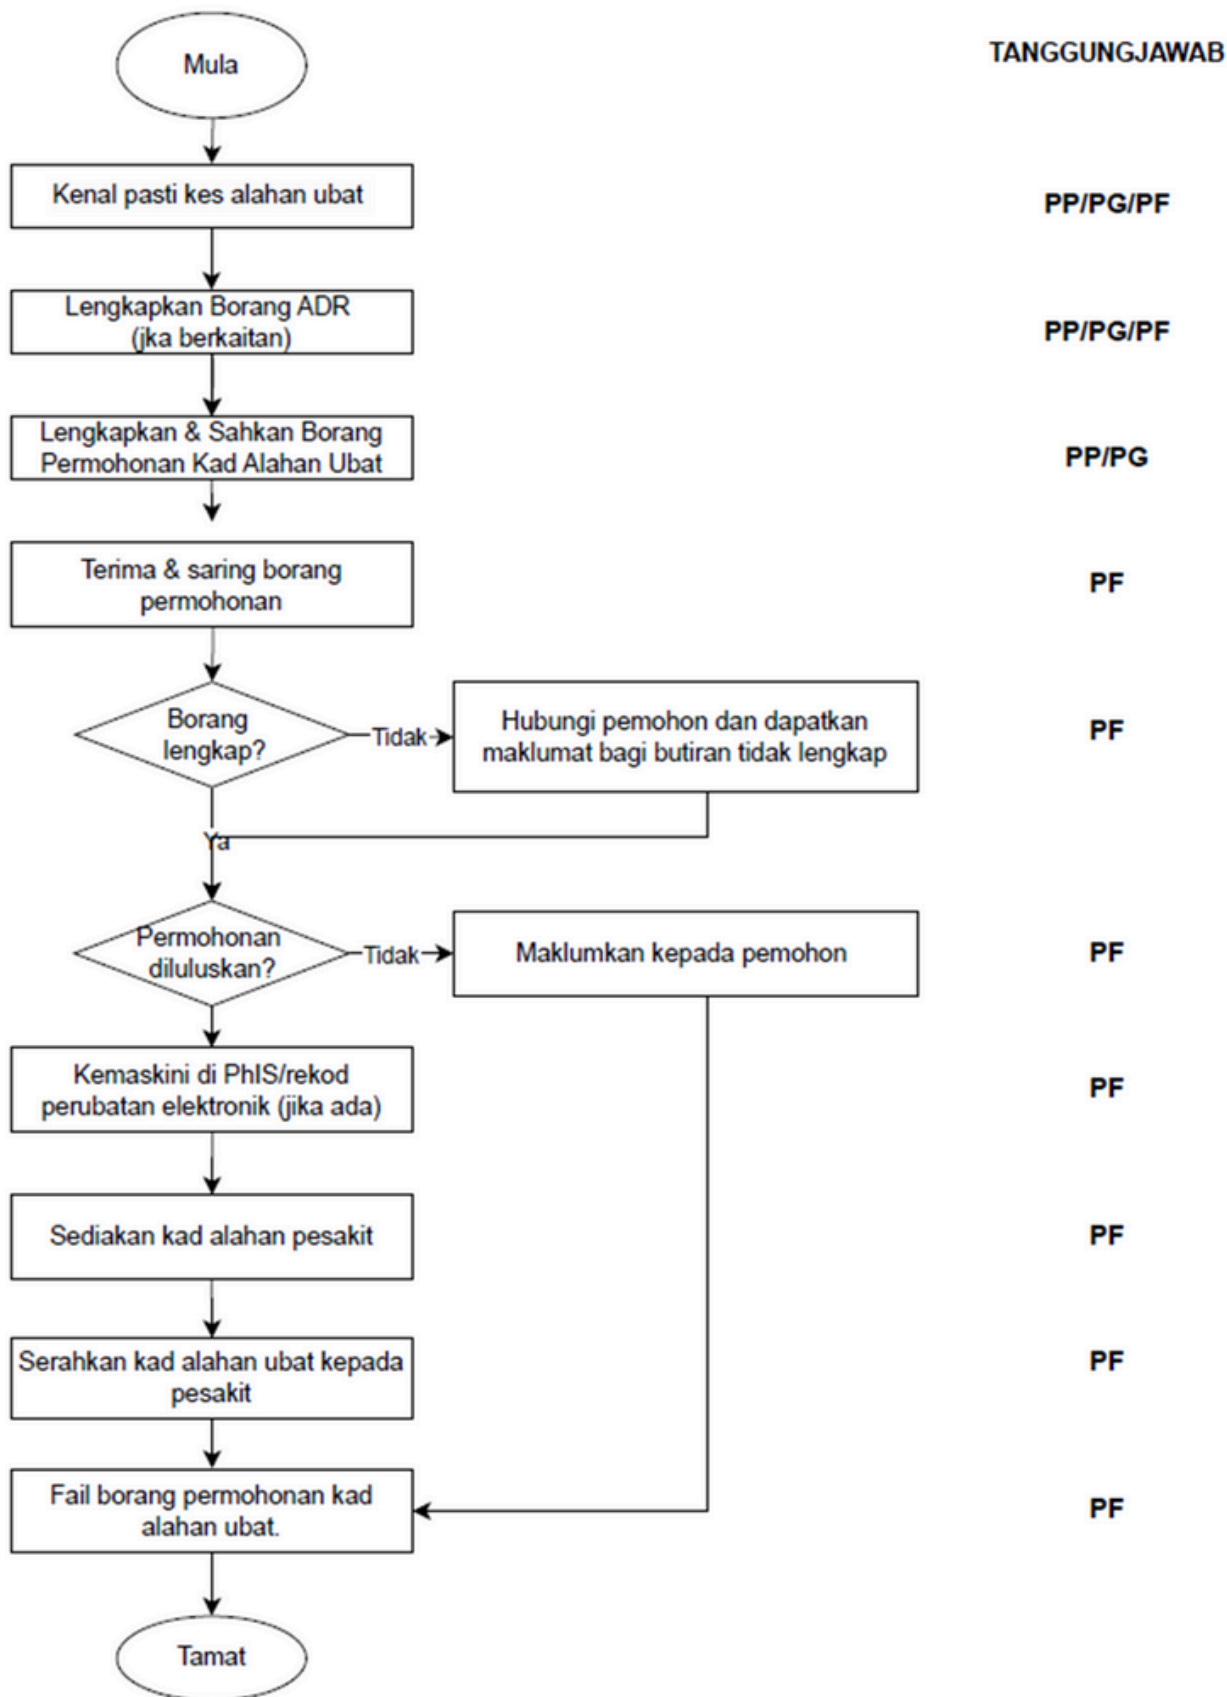 Mula
TANGGUNGJAWAB
Kenal pasti kes alahan ubat
PP/PG/PF
Lengkapkan Borang ADR
(jka berkaitan)
PP/PG/PF
Lengkapkan & Sahkan Borang
Permohonan Kad Alahan Ubat
PP/PG
Terima & saring borang
permohonan
PF
Borang
lengkap?
Tidak
Hubungi pemohon dan dapatkan
maklumat bagi butiran tidak lengkap
PF
Ya
Permohonan
diluluskan?
Tidak
Maklumkan kepada pemohon
PF
Kemaskini di PhIS/rekod
perubatan elektronik (jika ada)
PF
Sediakan kad alahan pesakit
PF
Serahkan kad alahan ubat kepada
pesakit
PF
Fail borang permohonan kad
alahan ubat.
PF
Tamat